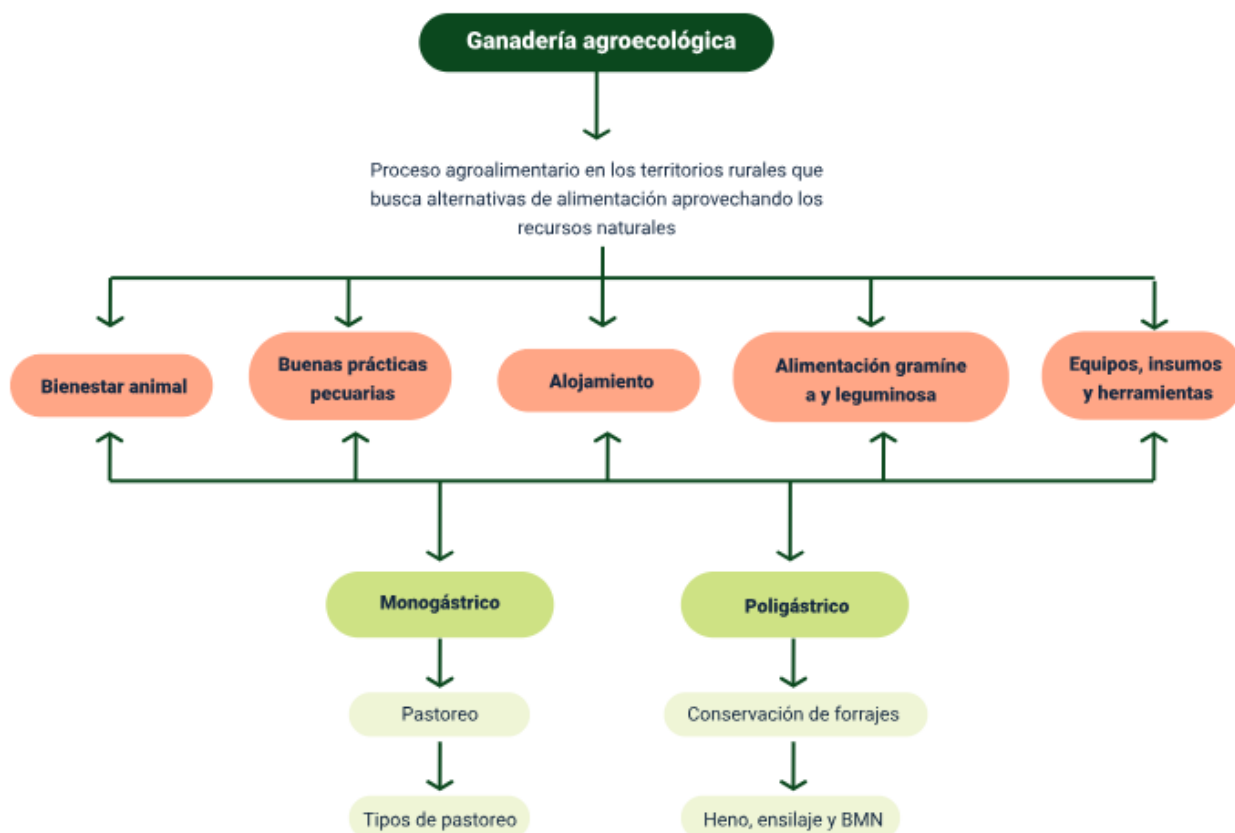 Ganadería agroecológica
Proceso agroalimentario en los territorios rurales que
busca alternativas de alimentación aprovechando los
recursos naturales
Bienestar animal
Buenas prácticas
pecuarias
Alojamiento
Alimentación gramíne
a y leguminosa
Equipos, insumos
y herramientas
Monogástrico
Poligástrico
Pastoreo
Conservación de forrajes
Tipos de pastoreo
Heno, ensilaje y BMN